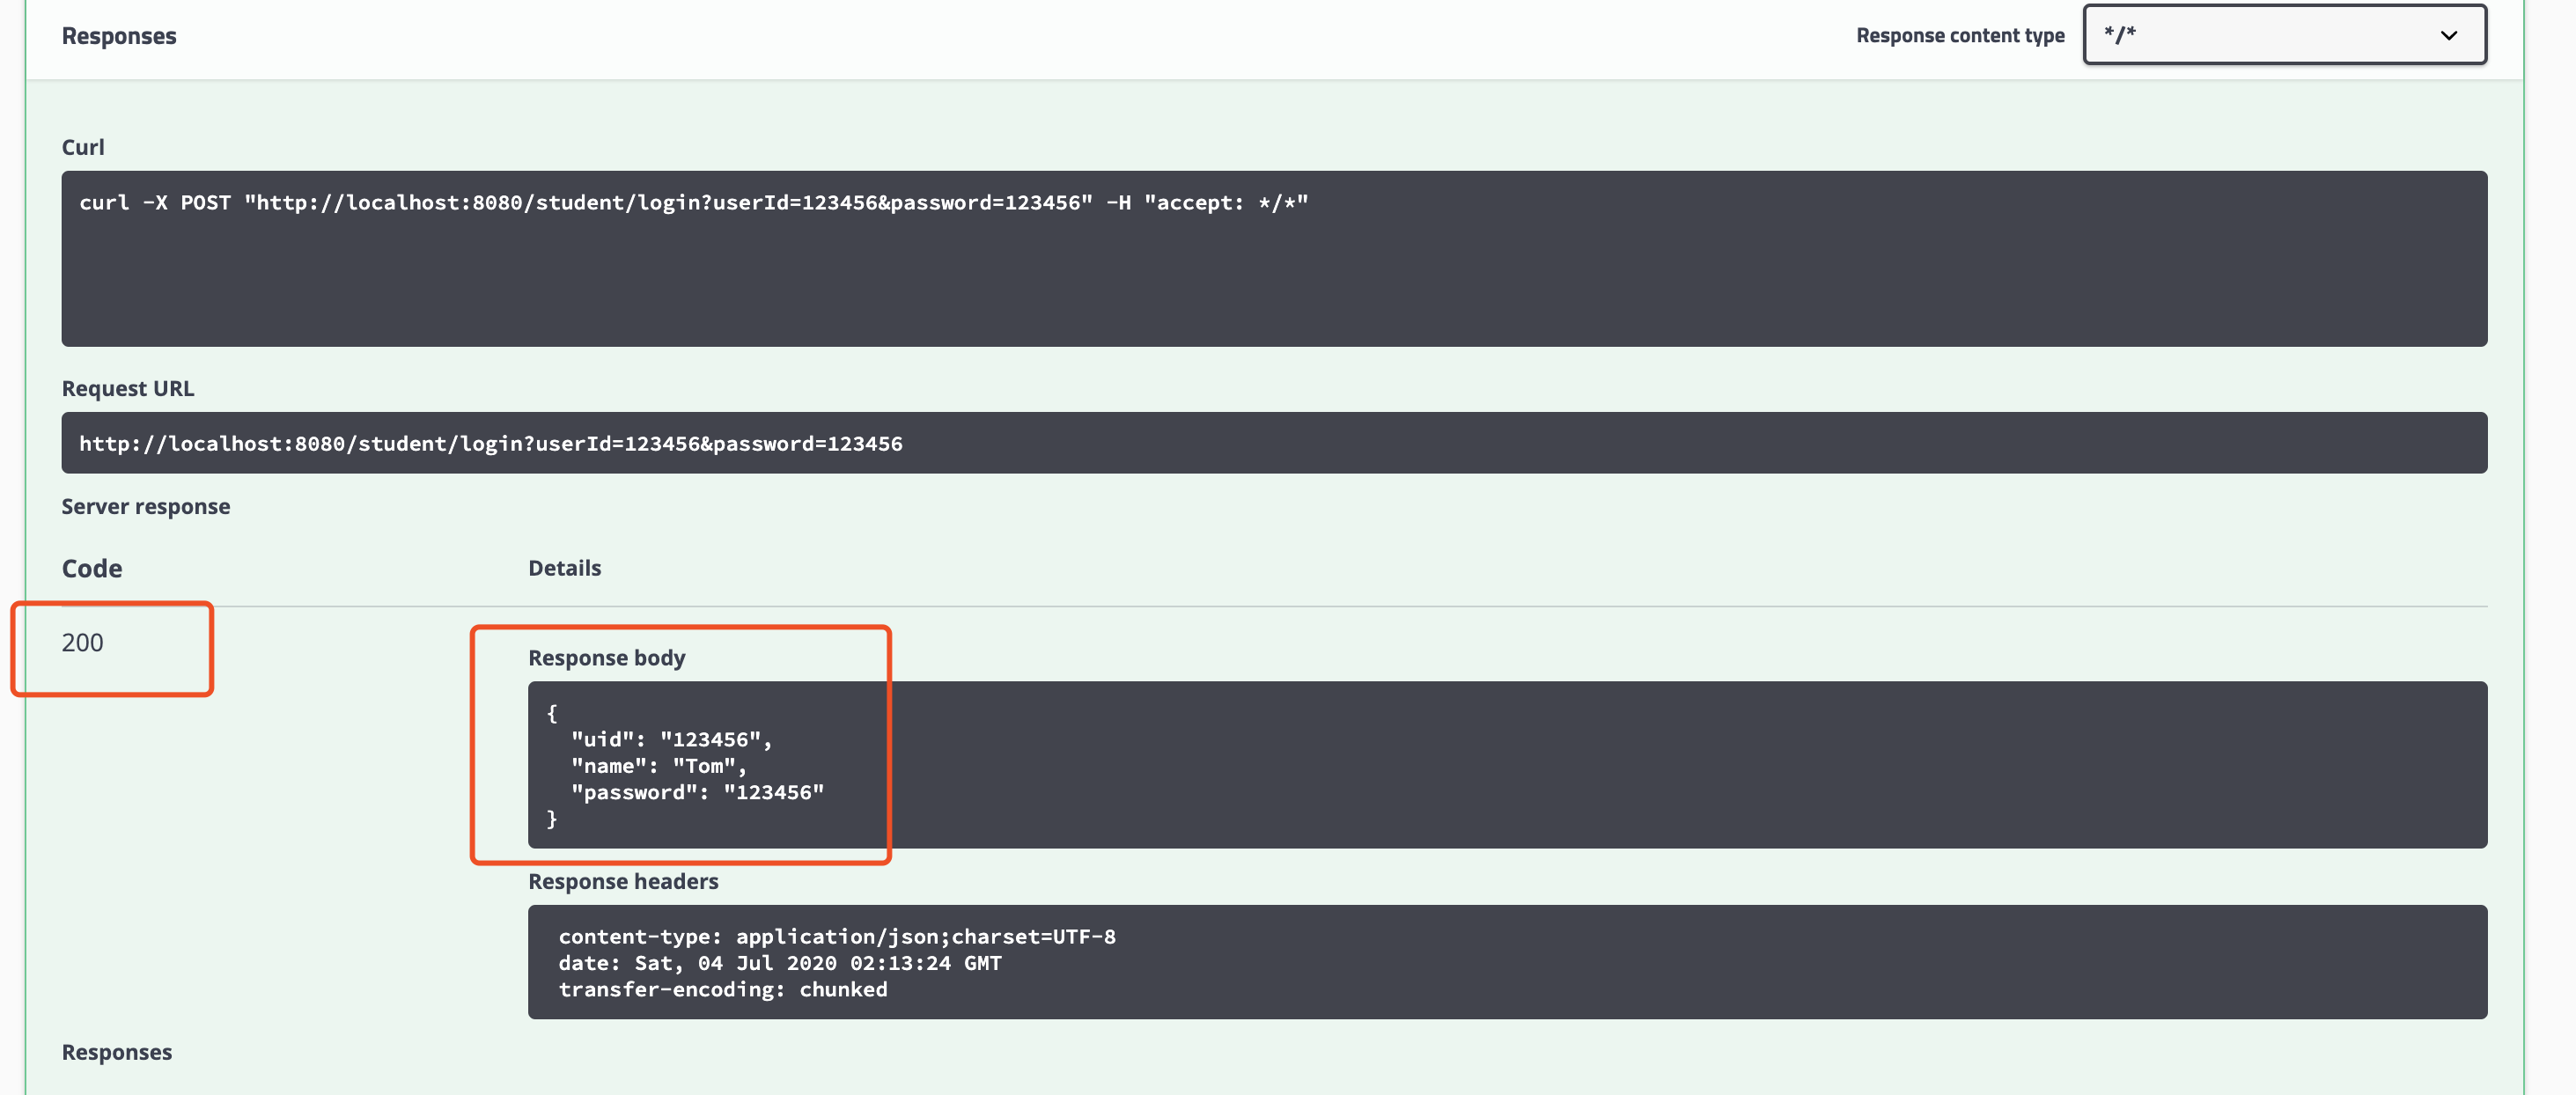 Responses
Response content type
*/*
Curl
curl -X POST "http://localhost:8080/student/login?userId=123456&password=123456" -H "accept: */*"
Request URL
http://localhost:8080/student/login?userId=123456&password=123456
Server response
Code
Details
200
Response body
{
  "uid": "123456",
  "name": "Tom",
  "password": "123456"
}
Response headers
content-type: application/json;charset=UTF-8
date: Sat, 04 Jul 2020 02:13:24 GMT
transfer-encoding: chunked
Responses